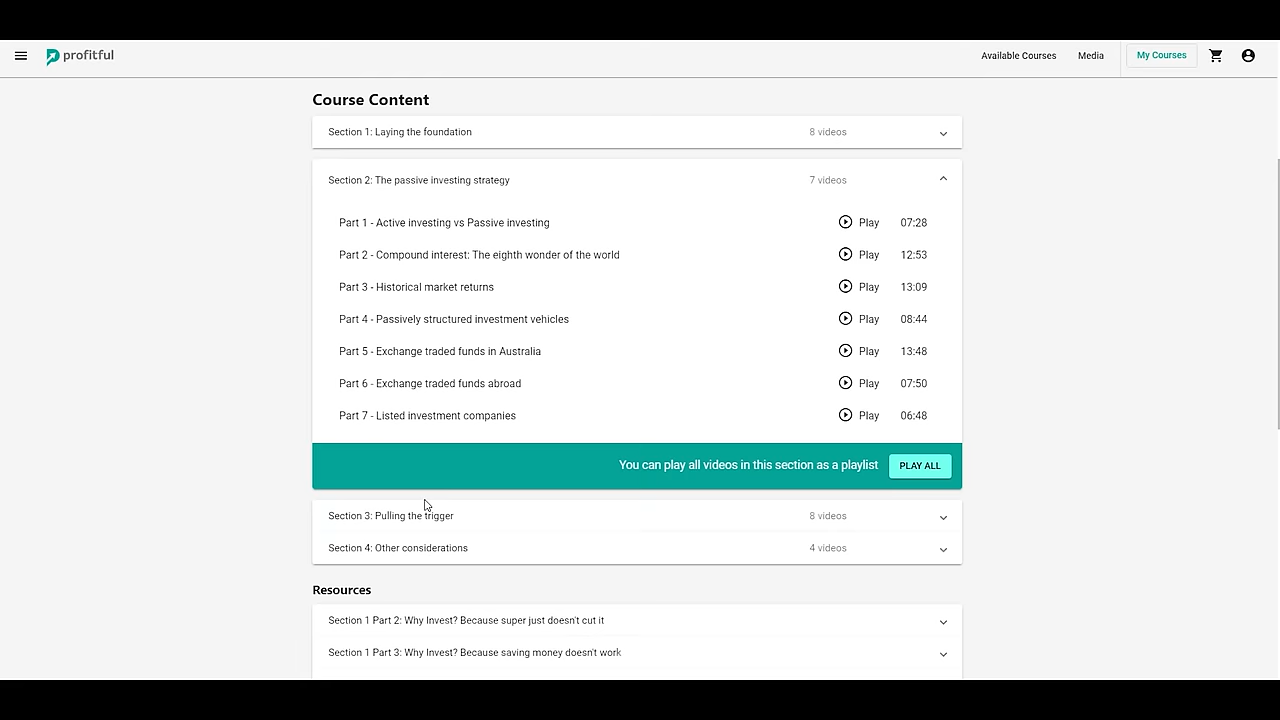 profitful Available Courses Media My Courses
Course Content
Section 1: Laying the foundation 8 videos
Section 2: The passive investing strategy 7 videos
Part 1 - Active investing vs Passive investing Play 07:28
Part 2 - Compound interest: The eighth wonder of the world Play 12:53
Part 3 - Historical market returns Play 13:09
Part 4 - Passively structured investment vehicles Play 08:44
Part 5 - Exchange traded funds in Australia Play 13:48
Part 6 - Exchange traded funds abroad Play 07:50
Part 7 - Listed investment companies Play 06:48
You can play all videos in this section as a playlist PLAY ALL
Section 3: Pulling the trigger 8 videos
Section 4: Other considerations 4 videos
Resources
Section 1 Part 2: Why Invest? Because super just doesn't cut it
Section 1 Part 3: Why Invest? Because saving money doesn't work